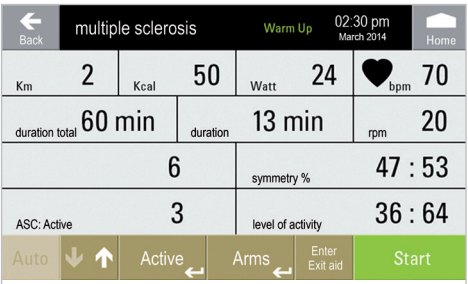 Back
multiple sclerosis
Warm Up
02:30 pm
March 2014
Home
Km 2
Kcal 50
Watt 24
bpm 70
duration total 60 min
duration 13 min
rpm 20
6
symmetry % 47 : 53
ASC: Active 3
level of activity 36 : 64
Auto
Active
Arms
Enter
Exit aid
Start